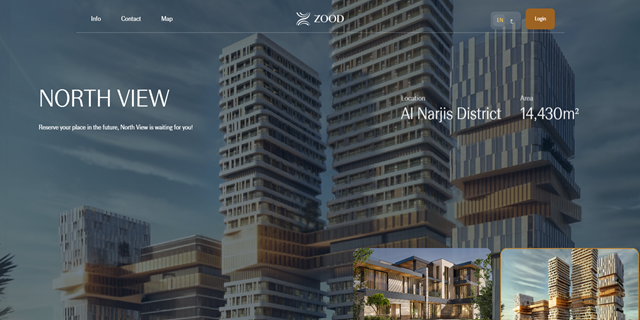 Info
Contact
Map
ZOOD
EN
Login
NORTH VIEW
Reserve your place in the future, North View is waiting for you!
Location
Al Narjis District
Area
14,430m²